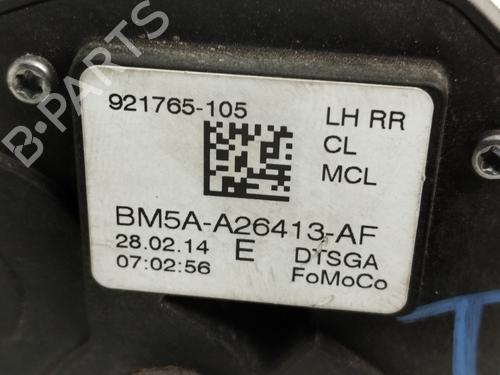 921765-105 LH RR
CL
MCL
BM5A-A26413-AF
28.02.14 E DTSGA
07:02:56 FoMoCo
B-PARTS